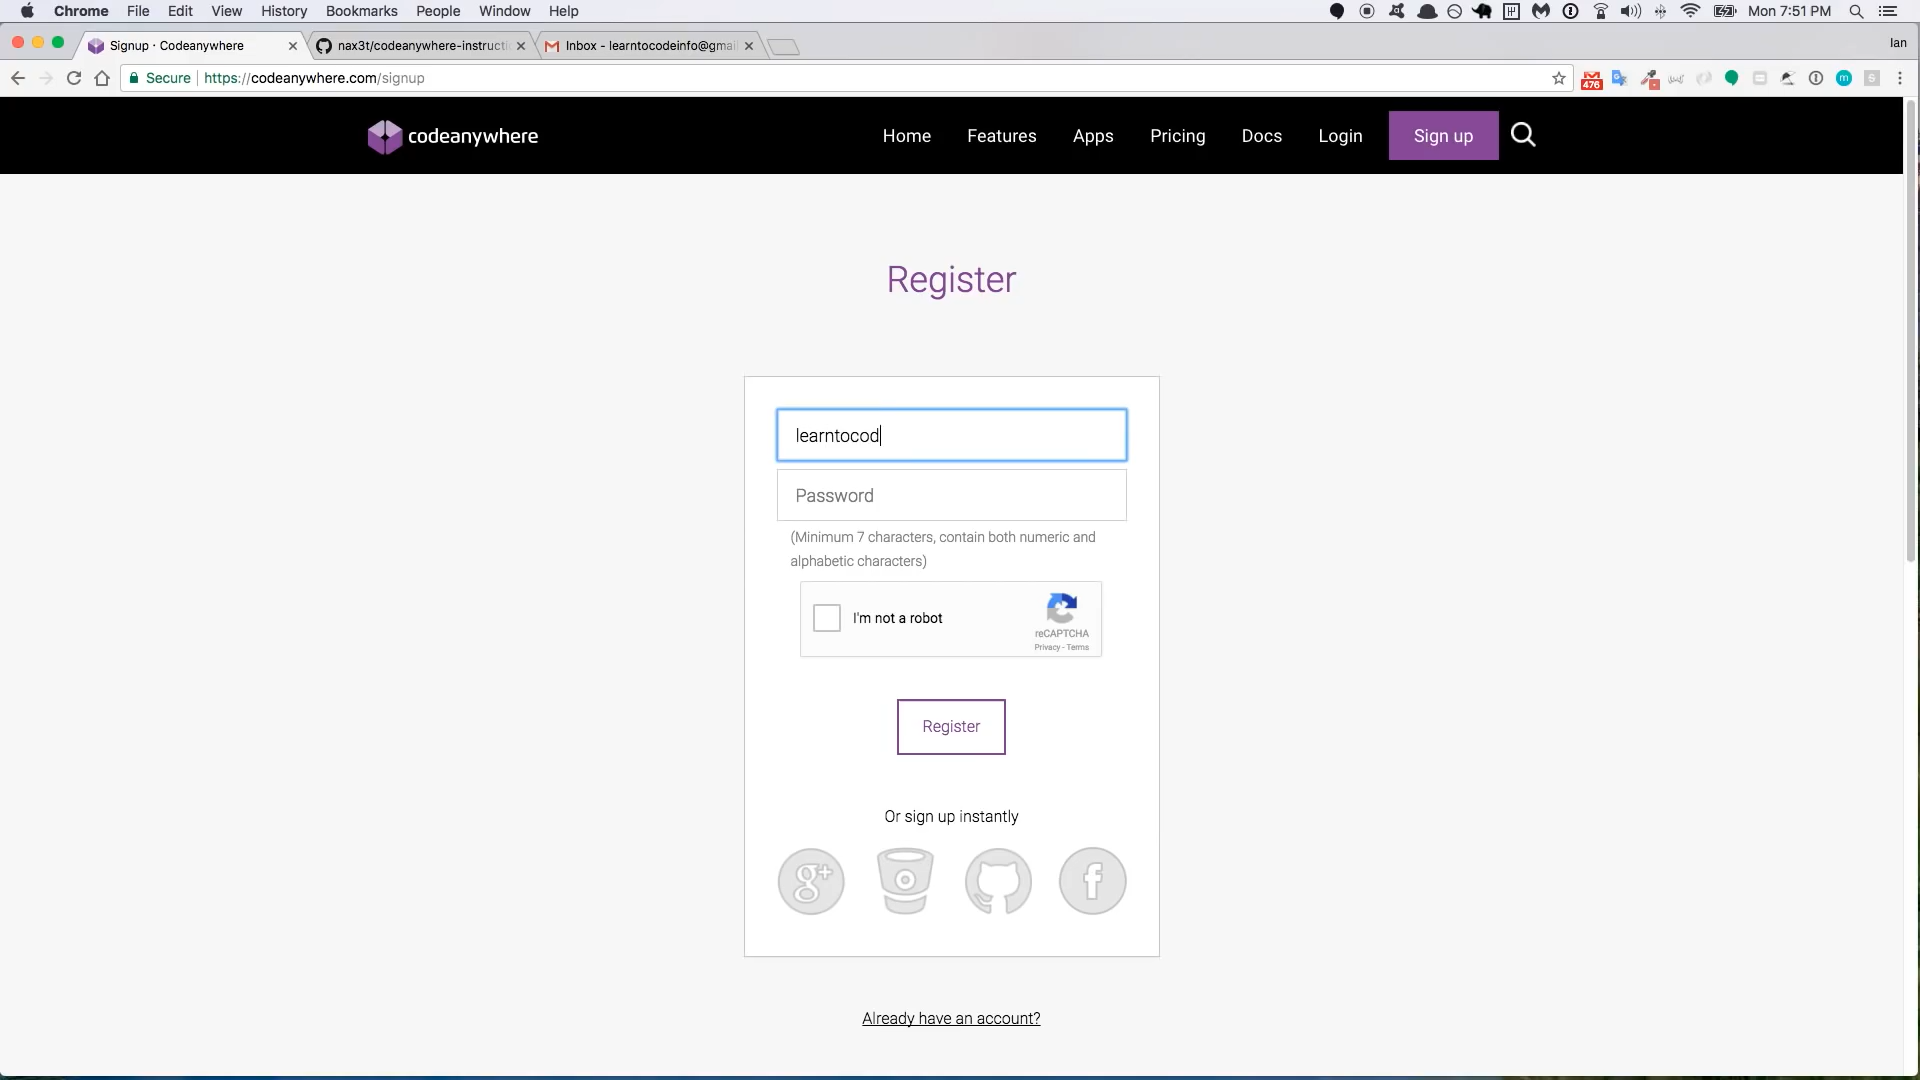 Chrome File Edit View History Bookmarks People Window Help Mon 7:51 PM
Signup · Codeanywhere nax3t/codeanywhere-instructi Inbox - learntocodeinfo@gmai Ian
Secure https://codeanywhere.com/signup 476
codeanywhere Home Features Apps Pricing Docs Login Sign up
Register
learntocod
Password
(Minimum 7 characters, contain both numeric and
alphabetic characters)
I'm not a robot
reCAPTCHA
Privacy - Terms
Register
Or sign up instantly
Already have an account?